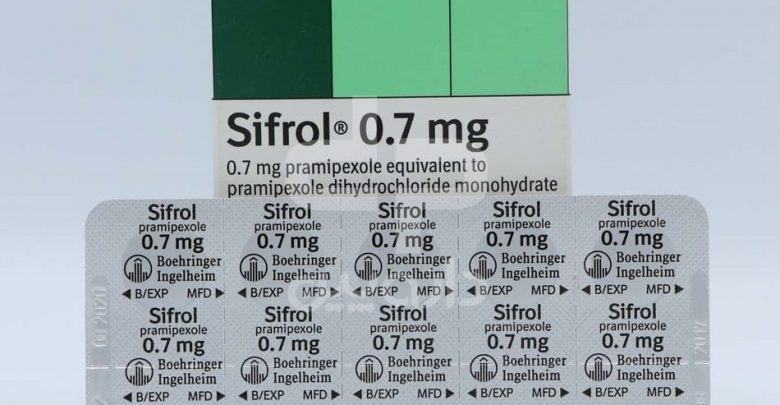 Sifrol® 0.7 mg
0.7 mg pramipexole equivalent to
pramipexole dihydrochloride monohydrate
Sifrol Sifrol Sifrol Sifrol Sifrol
pramipexole pramipexole pramipexole pramipexole pramipexole
0.7 mg 0.7 mg 0.7 mg 0.7 mg 0.7 mg
Boehringer Boehringer Boehringer Boehringer Boehringer
Ingelheim Ingelheim Ingelheim Ingelheim Ingelheim
◄ B/EXP MFD ► ◄ B/EXP MFD ► ◄ B/EXP MFD ► ◄ B/EXP MFD ► ◄ B/EXP MFD ►
2020
2017
Sifrol Sifrol Sifrol Sifrol Sifrol
pramipexole pramipexole pramipexole pramipexole pramipexole
0.7 mg 0.7 mg 0.7 mg 0.7 mg 0.7 mg
Boehringer Boehringer Boehringer Boehringer Boehringer
Ingelheim Ingelheim Ingelheim Ingelheim Ingelheim
◄ B/EXP MFD ► ◄ B/EXP MFD ► ◄ B/EXP MFD ► ◄ B/EXP MFD ► ◄ B/EXP MFD ►